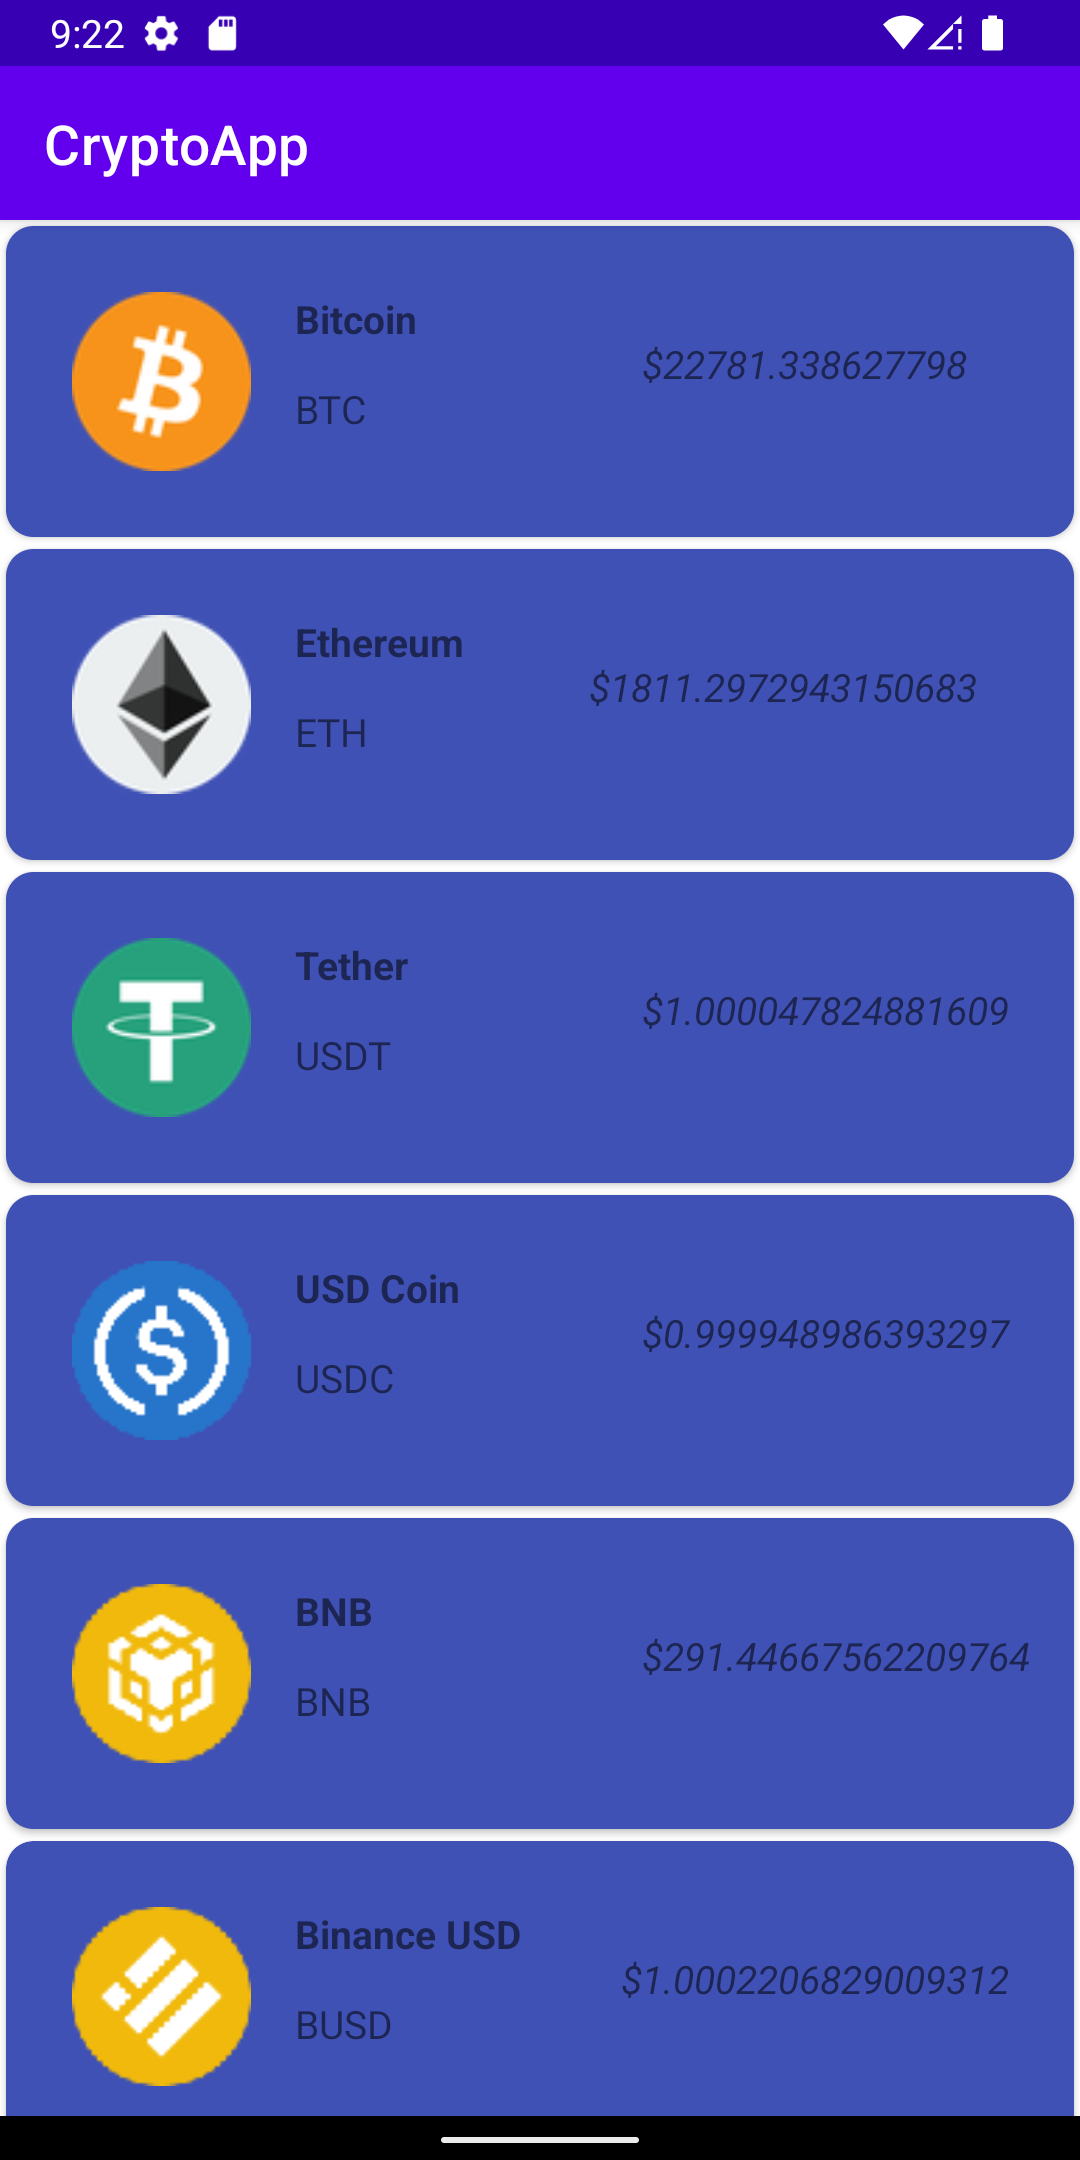 9:22
CryptoApp
Bitcoin
$22781.338627798
BTC
Ethereum
$1811.2972943150683
ETH
Tether
$1.000047824881609
USDT
USD Coin
$0.999948986393297
USDC
BNB
$291.44667562209764
BNB
Binance USD
$1.0002206829009312
BUSD